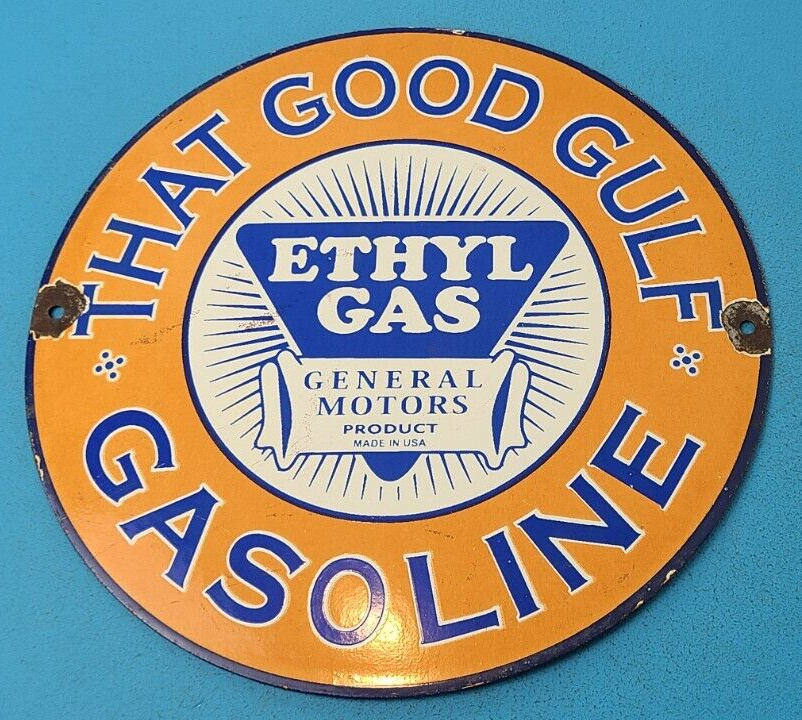 THAT GOOD GULF
ETHYL
GAS
GENERAL
MOTORS
PRODUCT
MADE IN USA
GASOLINE